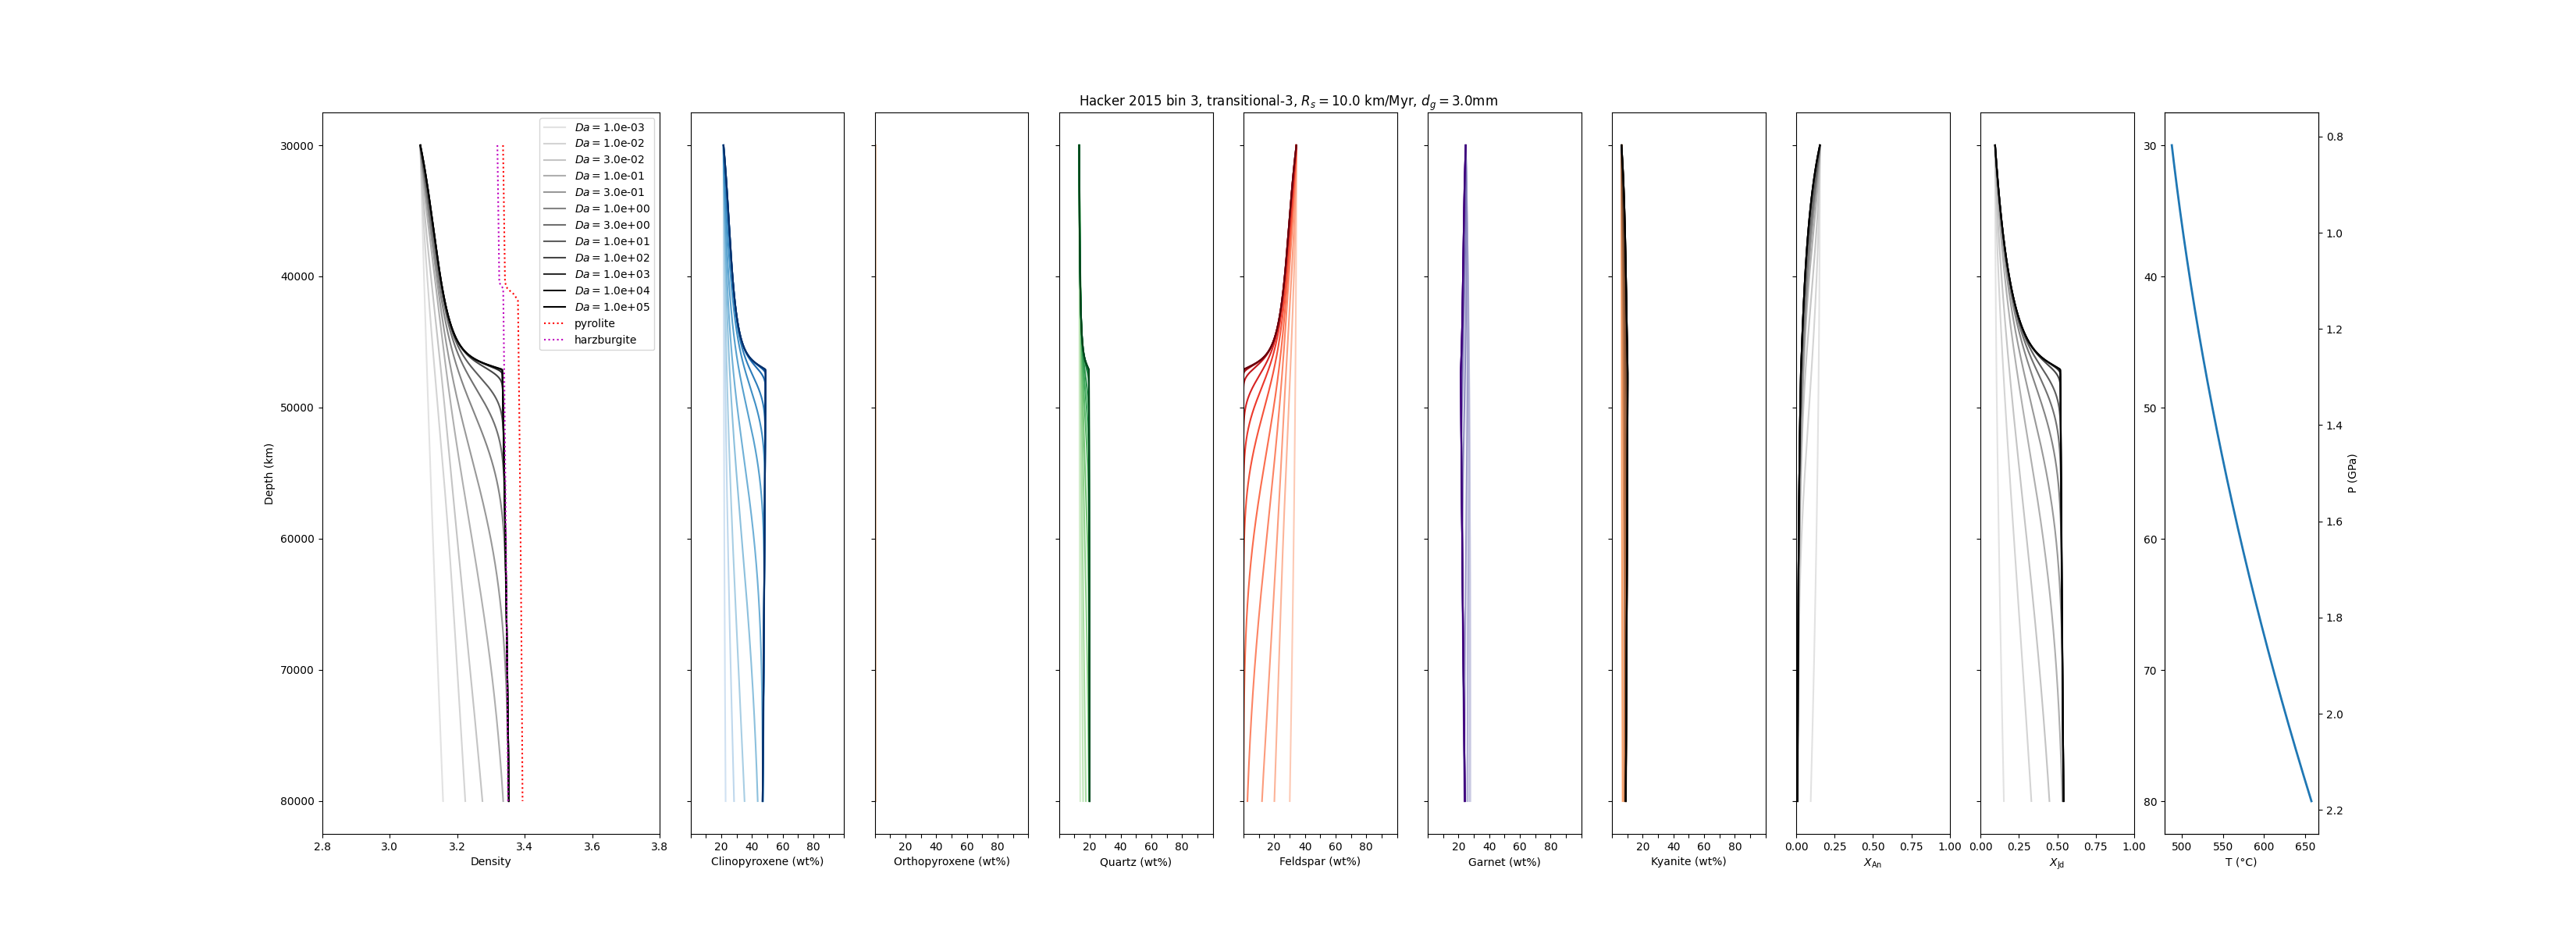 Hacker 2015 bin 3, transitional-3, R_s = 10.0 km/Myr, d_g = 3.0mm
Da = 1.0e-03
Da = 1.0e-02
Da = 3.0e-02
Da = 1.0e-01
Da = 3.0e-01
Da = 1.0e+00
Da = 3.0e+00
Da = 1.0e+01
Da = 1.0e+02
Da = 1.0e+03
Da = 1.0e+04
Da = 1.0e+05
pyrolite
harzburgite
Depth (km)
30000
40000
50000
60000
70000
80000
2.8 3.0 3.2 3.4 3.6 3.8
Density
20 40 60 80
Clinopyroxene (wt%)
20 40 60 80
Orthopyroxene (wt%)
20 40 60 80
Quartz (wt%)
20 40 60 80
Feldspar (wt%)
20 40 60 80
Garnet (wt%)
20 40 60 80
Kyanite (wt%)
0.00 0.25 0.50 0.75 1.00
X_An
0.00 0.25 0.50 0.75 1.00
X_Jd
30
40
50
60
70
80
500 550 600 650
T (°C)
0.8
1.0
1.2
1.4
1.6
1.8
2.0
2.2
P (GPa)